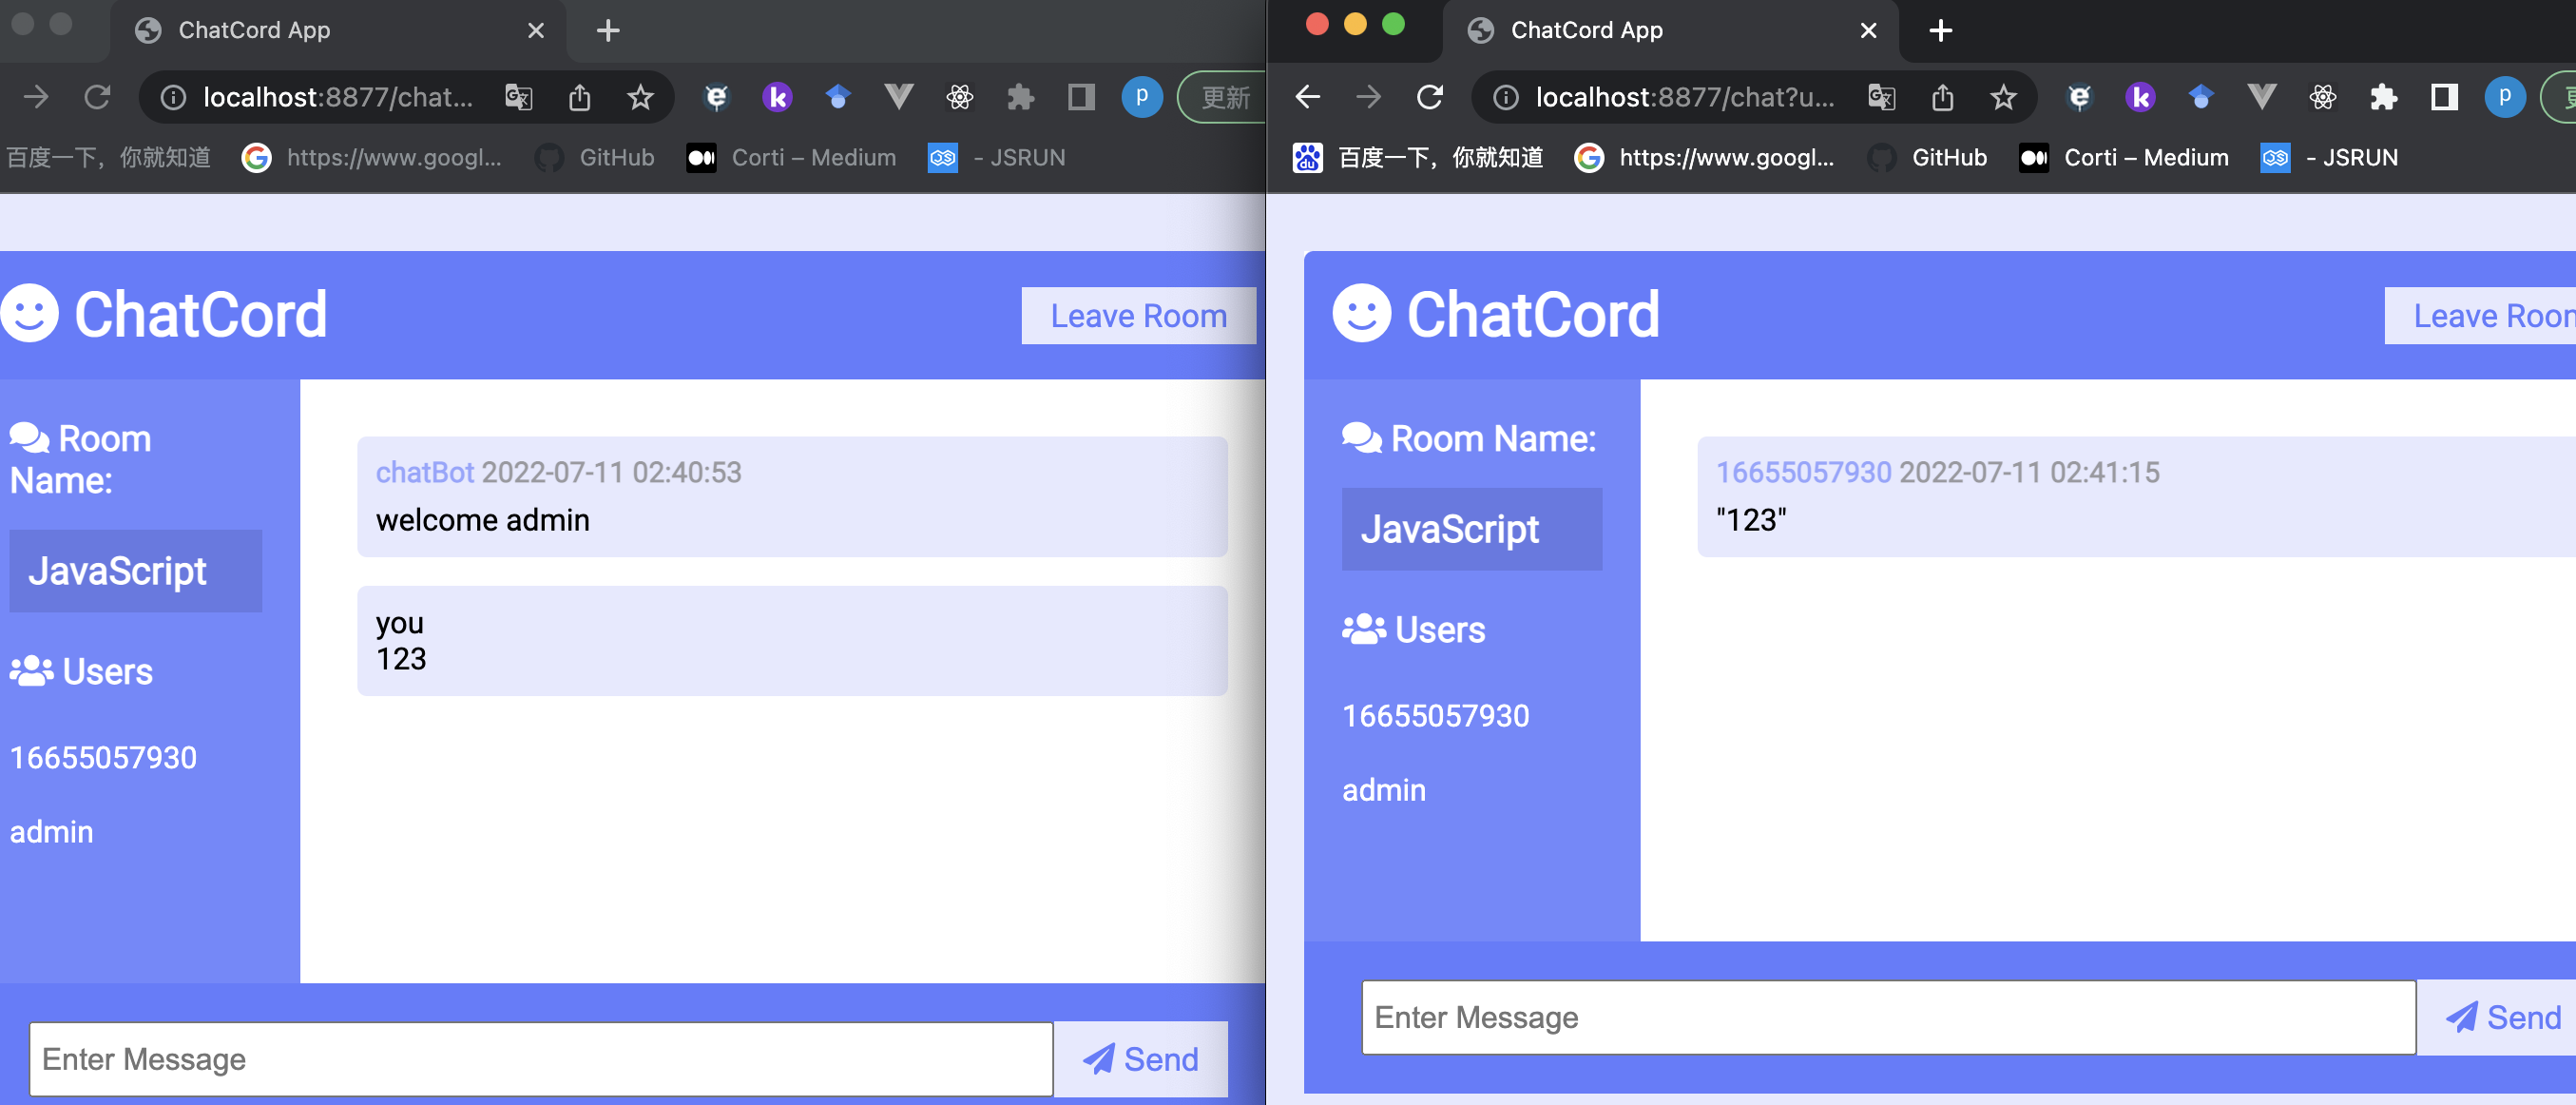 ChatCord App
localhost:8877/chat...
p
更新
百度一下，你就知道
https://www.googl...
GitHub
Corti – Medium
- JSRUN
ChatCord
Leave Room
Room
Name:
JavaScript
Users
16655057930
admin
chatBot 2022-07-11 02:40:53
welcome admin
you
123
Enter Message
Send
ChatCord App
localhost:8877/chat?u...
p
百度一下，你就知道
https://www.googl...
GitHub
Corti – Medium
- JSRUN
ChatCord
Leave Room
Room Name:
JavaScript
Users
16655057930
admin
16655057930 2022-07-11 02:41:15
"123"
Enter Message
Send